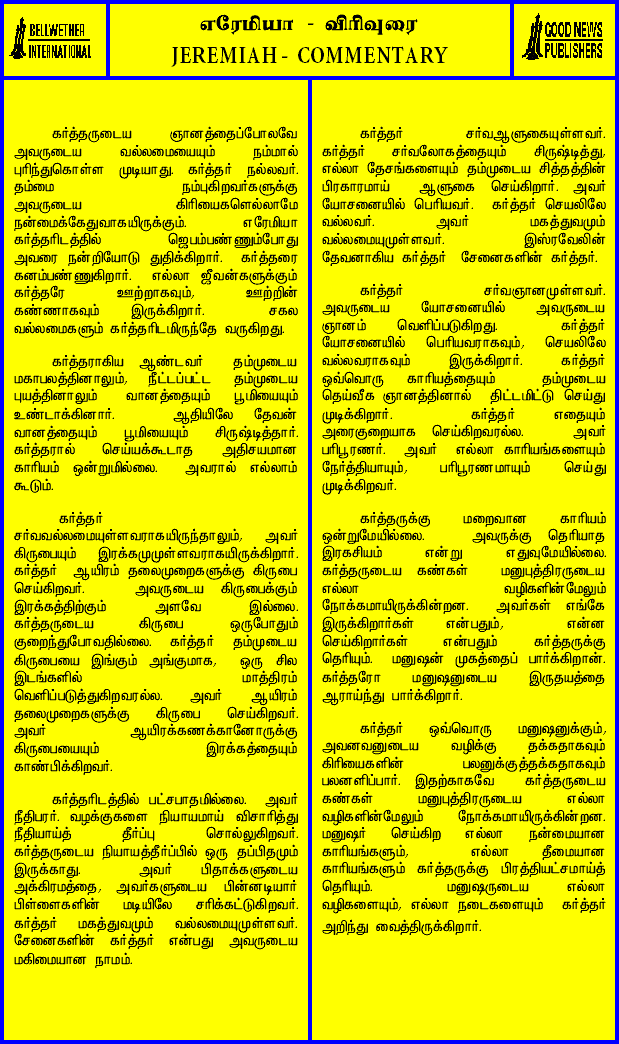 BELLWETHER
INTERNATIONAL
எரேமியா - விரிவுரை
JEREMIAH - COMMENTARY
GOOD NEWS
PUBLISHERS
கர்த்தருடைய ஞானத்தைப்போலவே
அவருடைய வல்லமையையும் நம்மால்
புரிந்துகொள்ள முடியாது. கர்த்தர் நல்லவர்.
தம்மை நம்புகிறவர்களுக்கு
அவருடைய கிரியைகளெல்லாமே
நன்மைக்கேதுவாகயிருக்கும். எரேமியா
கர்த்தரிடத்தில் ஜெபம்பண்ணும்போது
அவரை நன்றியோடு துதிக்கிறார். கர்த்தரை
கனம்பண்ணுகிறார். எல்லா ஜீவன்களுக்கும்
கர்த்தரே ஊற்றாகவும், ஊற்றின்
கண்ணாகவும் இருக்கிறார். சகல
வல்லமைகளும் கர்த்தரிடமிருந்தே வருகிறது.
கர்த்தராகிய ஆண்டவர் தம்முடைய
மகாபலத்தினாலும், நீட்டப்பட்ட தம்முடைய
புயத்தினாலும் வானத்தையும் பூமியையும்
உண்டாக்கினார். ஆதியிலே தேவன்
வானத்தையும் பூமியையும் சிருஷ்டித்தார்.
கர்த்தரால் செய்யக்கூடாத அதிசயமான
காரியம் ஒன்றுமில்லை. அவரால் எல்லாம்
கூடும்.
கர்த்தர்
சர்வவல்லமையுள்ளவராகயிருந்தாலும், அவர்
கிருபையும் இரக்கமுமுள்ளவராகயிருக்கிறார்.
கர்த்தர் ஆயிரம் தலைமுறைகளுக்கு கிருபை
செய்கிறவர். அவருடைய கிருபைக்கும்
இரக்கத்திற்கும் அளவே இல்லை.
கர்த்தருடைய கிருபை ஒருபோதும்
குறைந்துபோவதில்லை. கர்த்தர் தம்முடைய
கிருபையை இங்கும் அங்குமாக, ஒரு சில
இடங்களில் மாத்திரம்
வெளிப்படுத்துகிறவரல்ல. அவர் ஆயிரம்
தலைமுறைகளுக்கு கிருபை செய்கிறவர்.
அவர் ஆயிரக்கணக்கானோருக்கு
கிருபையையும் இரக்கத்தையும்
காண்பிக்கிறவர்.
கர்த்தரிடத்தில் பட்சபாதமில்லை. அவர்
நீதிபரர். வழக்குகளை நியாயமாய் விசாரித்து
நீதியாய்த் தீர்ப்பு சொல்லுகிறவர்.
கர்த்தருடைய நியாயத்தீர்ப்பில் ஒரு தப்பிதமும்
இருக்காது. அவர் பிதாக்களுடைய
அக்கிரமத்தை, அவர்களுடைய பின்னடியார்
பிள்ளைகளின் மடியிலே சரிக்கட்டுகிறவர்.
கர்த்தர் மகத்துவமும் வல்லமையுமுள்ளவர்.
சேனைகளின் கர்த்தர் என்பது அவருடைய
மகிமையான நாமம்.
கர்த்தர் சர்வஆளுகையுள்ளவர்.
கர்த்தர் சர்வலோகத்தையும் சிருஷ்டித்து,
எல்லா தேசங்களையும் தம்முடைய சித்தத்தின்
பிரகாரமாய் ஆளுகை செய்கிறார். அவர்
யோசனையில் பெரியவர். கர்த்தர் செயலிலே
வல்லவர். அவர் மகத்துவமும்
வல்லமையுமுள்ளவர். இஸ்ரவேலின்
தேவனாகிய கர்த்தர் சேனைகளின் கர்த்தர்.
கர்த்தர் சர்வஞானமுள்ளவர்.
அவருடைய யோசனையில் அவருடைய
ஞானம் வெளிப்படுகிறது. கர்த்தர்
யோசனையில் பெரியவராகவும், செயலிலே
வல்லவராகவும் இருக்கிறார். கர்த்தர்
ஒவ்வொரு காரியத்தையும் தம்முடைய
தெய்வீக ஞானத்தினால் திட்டமிட்டு செய்து
முடிக்கிறார். கர்த்தர் எதையும்
அரைகுறையாக செய்கிறவரல்ல. அவர்
பரிபூரணர். அவர் எல்லா காரியங்களையும்
நேர்த்தியாயும், பரிபூரணமாயும் செய்து
முடிக்கிறவர்.
கர்த்தருக்கு மறைவான காரியம்
ஒன்றுமேயில்லை. அவருக்கு தெரியாத
இரகசியம் என்று எதுவுமேயில்லை.
கர்த்தருடைய கண்கள் மனுபுத்திரருடைய
எல்லா வழிகளின்மேலும்
நோக்கமாயிருக்கின்றன. அவர்கள் எங்கே
இருக்கிறார்கள் என்பதும், என்ன
செய்கிறார்கள் என்பதும் கர்த்தருக்கு
தெரியும். மனுஷன் முகத்தைப் பார்க்கிறான்.
கர்த்தரோ மனுஷனுடைய இருதயத்தை
ஆராய்ந்து பார்க்கிறார்.
கர்த்தர் ஒவ்வொரு மனுஷனுக்கும்,
அவனவனுடைய வழிக்கு தக்கதாகவும்
கிரியைகளின் பலனுக்குத்தக்கதாகவும்
பலனளிப்பார். இதற்காகவே கர்த்தருடைய
கண்கள் மனுபுத்திரருடைய எல்லா
வழிகளின்மேலும் நோக்கமாயிருக்கின்றன.
மனுஷர் செய்கிற எல்லா நன்மையான
காரியங்களும், எல்லா தீமையான
காரியங்களும் கர்த்தருக்கு பிரத்தியட்சமாய்த்
தெரியும். மனுஷருடைய எல்லா
வழிகளையும், எல்லா நடைகளையும் கர்த்தர்
அறிந்து வைத்திருக்கிறார்.